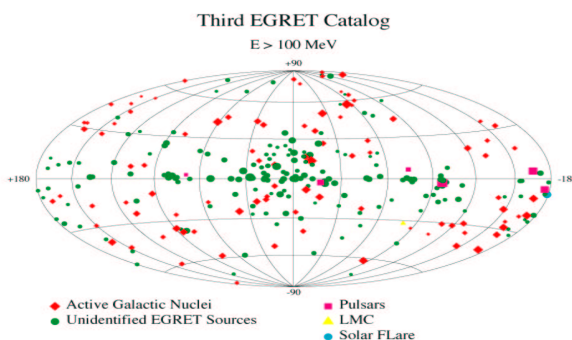 Third EGRET Catalog
E > 100 MeV
+90
+180
-18
-90
Active Galactic Nuclei
Unidentified EGRET Sources
Pulsars
LMC
Solar FLare